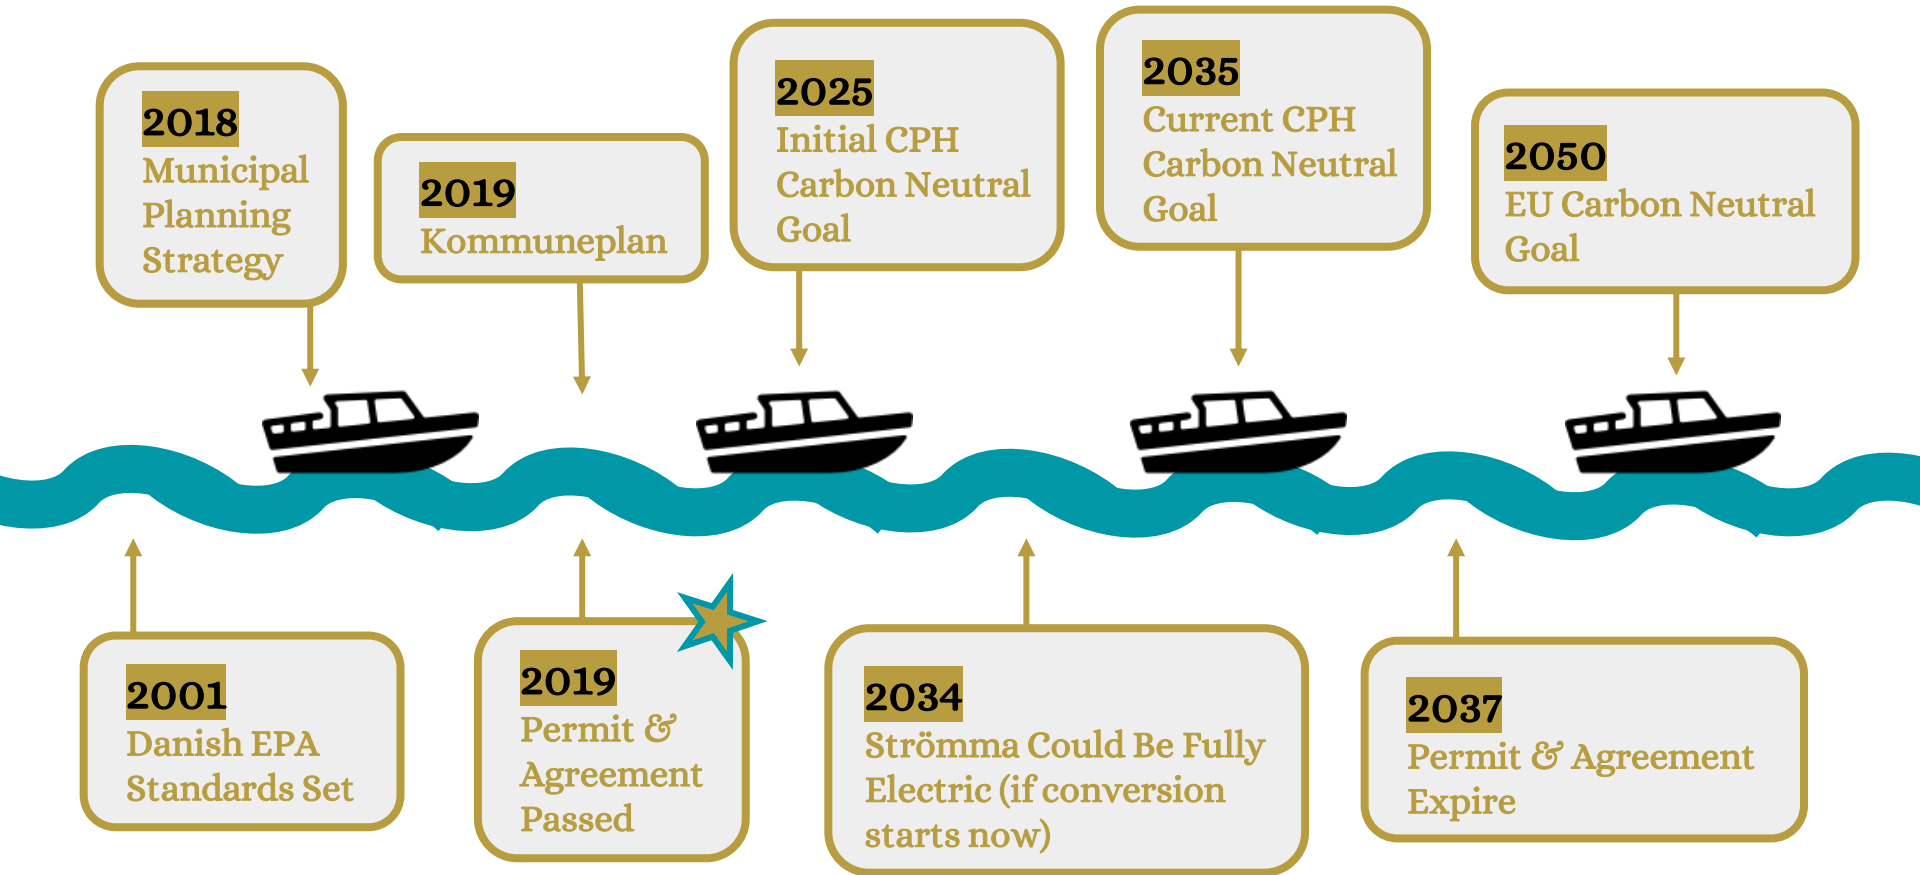 2018
Municipal
Planning
Strategy
2019
Kommuneplan
2025
Initial CPH
Carbon Neutral
Goal
2035
Current CPH
Carbon Neutral
Goal
2050
EU Carbon Neutral
Goal
2001
Danish EPA
Standards Set
2019
Permit &
Agreement
Passed
2034
Strömma Could Be Fully
Electric (if conversion
starts now)
2037
Permit & Agreement
Expire